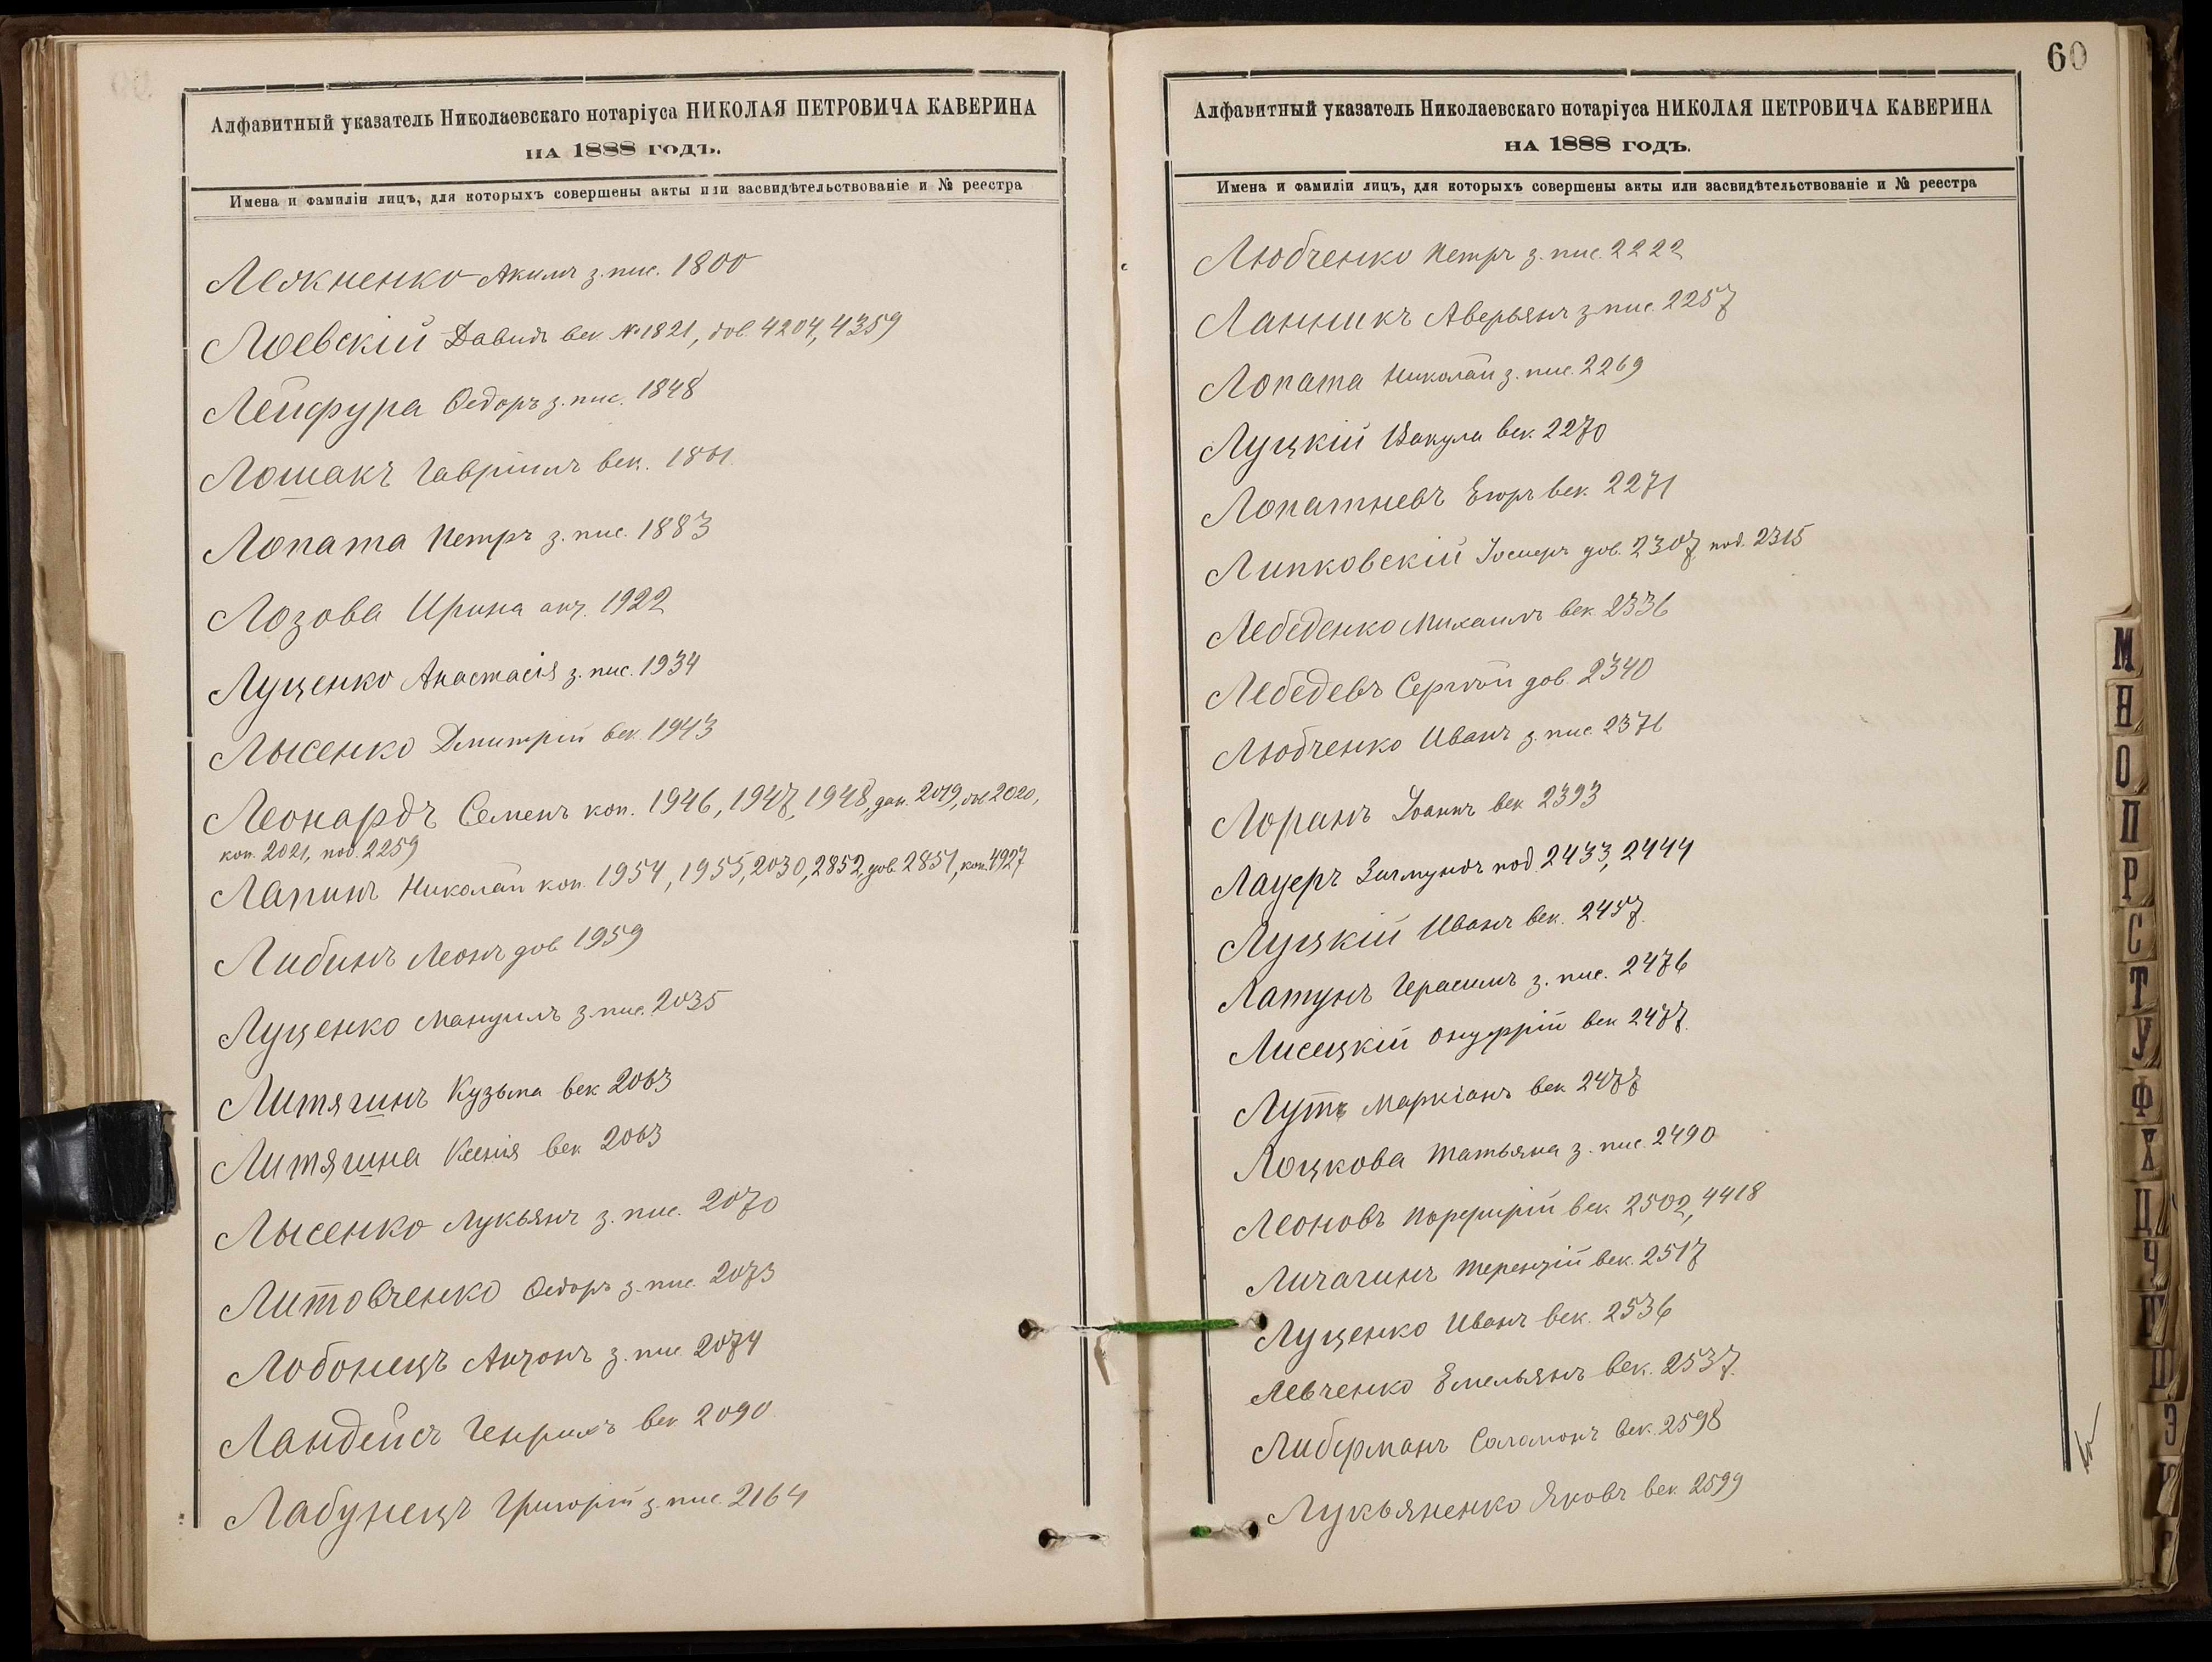 Алфавитный указатель Николаевскаго нотаріуса НИКОЛАЯ ПЕТРОВИЧА КАВЕРИНА
НА 1888 ГОДЪ.
Имена и фамиліи лицъ, для которыхъ совершены акты или засвидѣтельствованіе и № реестра
Лежненко Акимъ з. пис. 1800
Лоевскій Давидъ век. № 1821, дов. 4204, 4359
Лейфура Ѳедоръ з. пис. 1848
Лошакъ Гавріилъ век. 1861.
Лопата Петръ з. пис. 1883
Лозова Ирина 1922
Луценко Анастасія з. пис. 1934
Лысенко Дмитрій век. 1943
Леонардъ Семенъ коп. 1946, 1947, 1948, 2019, 2020,
коп. 2021, под. 2259
Лапинъ Николай коп. 1954, 1955, 2030, 2852, дов. 2851, коп. 4927
Либинъ Леонъ дов. 1959
Луценко Мануилъ з. пис. 2035
Литягинъ Кузьма век 2063
Литягина Ксенія век 2063
Лысенко Лукьянъ з. пис. 2070
Литовченко Ѳедоръ з. пис. 2073
Лобонецъ Антонъ з. пис. 2074
Ландейсъ Генрихъ век 2090
Лабунецъ Григорій з. пис. 2164
60
Алфавитный указатель Николаевскаго нотаріуса НИКОЛАЯ ПЕТРОВИЧА КАВЕРИНА
НА 1888 ГОДЪ.
Имена и фамиліи лицъ, для которыхъ совершены акты или засвидѣтельствованіе и № реестра
Любченко Петръ з. пис. 2222
Ланникъ Аверьянъ з. пис. 2257
Лопата Николай з. пис. 2269
Луцкій Вакула век. 2270
Лопатневъ Егоръ век. 2271
Липковскій Іосифъ дов. 2307, под. 2315
Лебеденко Михаилъ век. 2336
Лебедевъ Сергѣй дов. 2340
Любченко Иванъ з. пис. 2376
Лоранъ Іоаннъ век 2393
Лауеръ Зигмундъ под. 2433, 2444
Луцкій Иванъ век. 2457.
Латунъ Герасимъ з. пис. 2476
Лисецкій Онуфрій век 2477.
Луть Маркіанъ век 2477
Лоцкова Татьяна з. пис. 2490
Леоновъ Порфирій век. 2502, 4418
Личагинъ Терентій век. 2517
Луценко Иванъ век. 2536
Левченко Емельянъ век. 2537.
Либерманъ Саламонъ век. 2598
Лукьяненко Яковъ век. 2599
М
Н
О
П
Р
С
Т
У
Ф
Х
Ц
Ч
Ш
Э